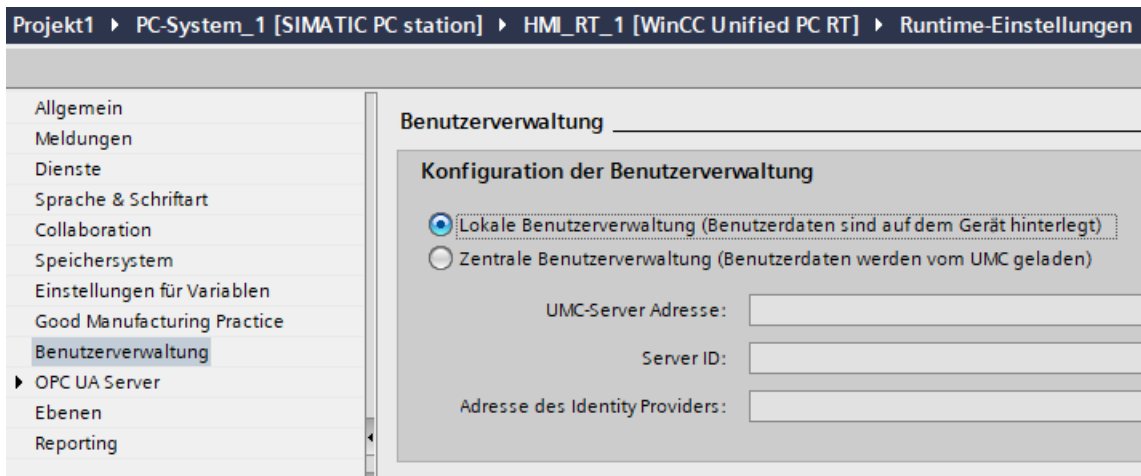 Projekt1 ▸ PC-System_1 [SIMATIC PC station] ▸ HMI_RT_1 [WinCC Unified PC RT] ▸ Runtime-Einstellungen
Allgemein
Meldungen
Dienste
Sprache & Schriftart
Collaboration
Speichersystem
Einstellungen für Variablen
Good Manufacturing Practice
Benutzerverwaltung
OPC UA Server
Ebenen
Reporting
Benutzerverwaltung
Konfiguration der Benutzerverwaltung
Lokale Benutzerverwaltung (Benutzerdaten sind auf dem Gerät hinterlegt)
Zentrale Benutzerverwaltung (Benutzerdaten werden vom UMC geladen)
UMC-Server Adresse:
Server ID:
Adresse des Identity Providers: